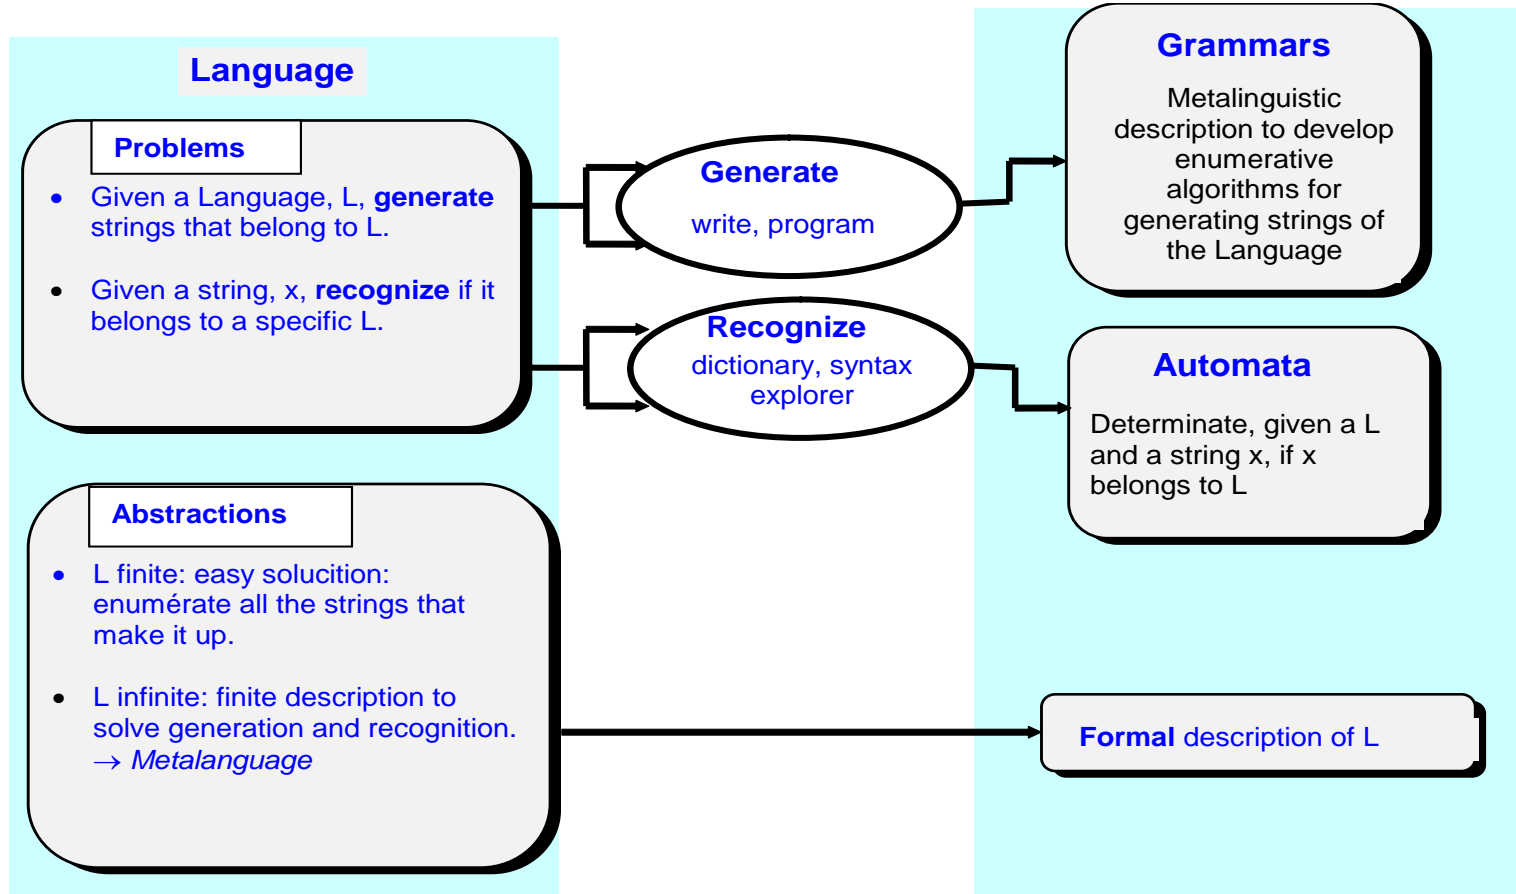 Language
Problems
• Given a Language, L, generate
strings that belong to L.
• Given a string, x, recognize if it
belongs to a specific L.
Generate
write, program
Recognize
dictionary, syntax
explorer
Grammars
Metalinguistic
description to develop
enumerative
algorithms for
generating strings of
the Language
Automata
Determinate, given a L
and a string x, if x
belongs to L
Abstractions
• L finite: easy solucition:
enumérate all the strings that
make it up.
• L infinite: finite description to
solve generation and recognition.
→ Metalanguage
Formal description of L